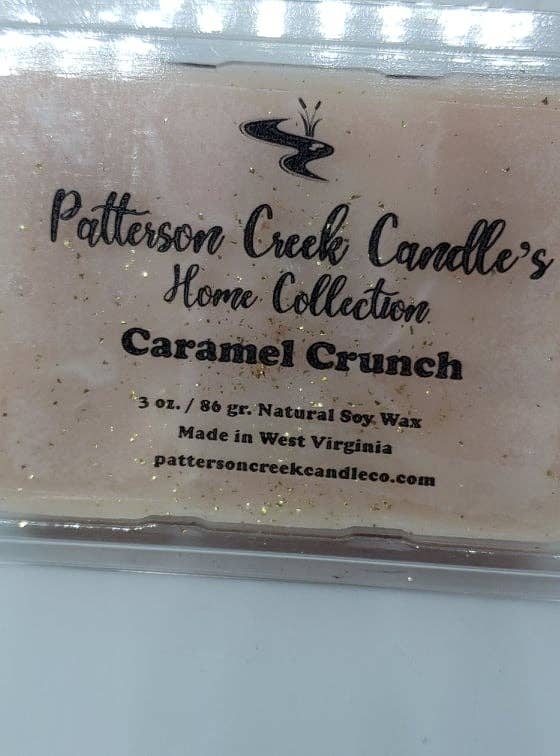 Patterson Creek Candle's
Home Collection
Caramel Crunch
3 oz. / 86 gr. Natural Soy Wax
Made in West Virginia
pattersoncreekcandleco.com